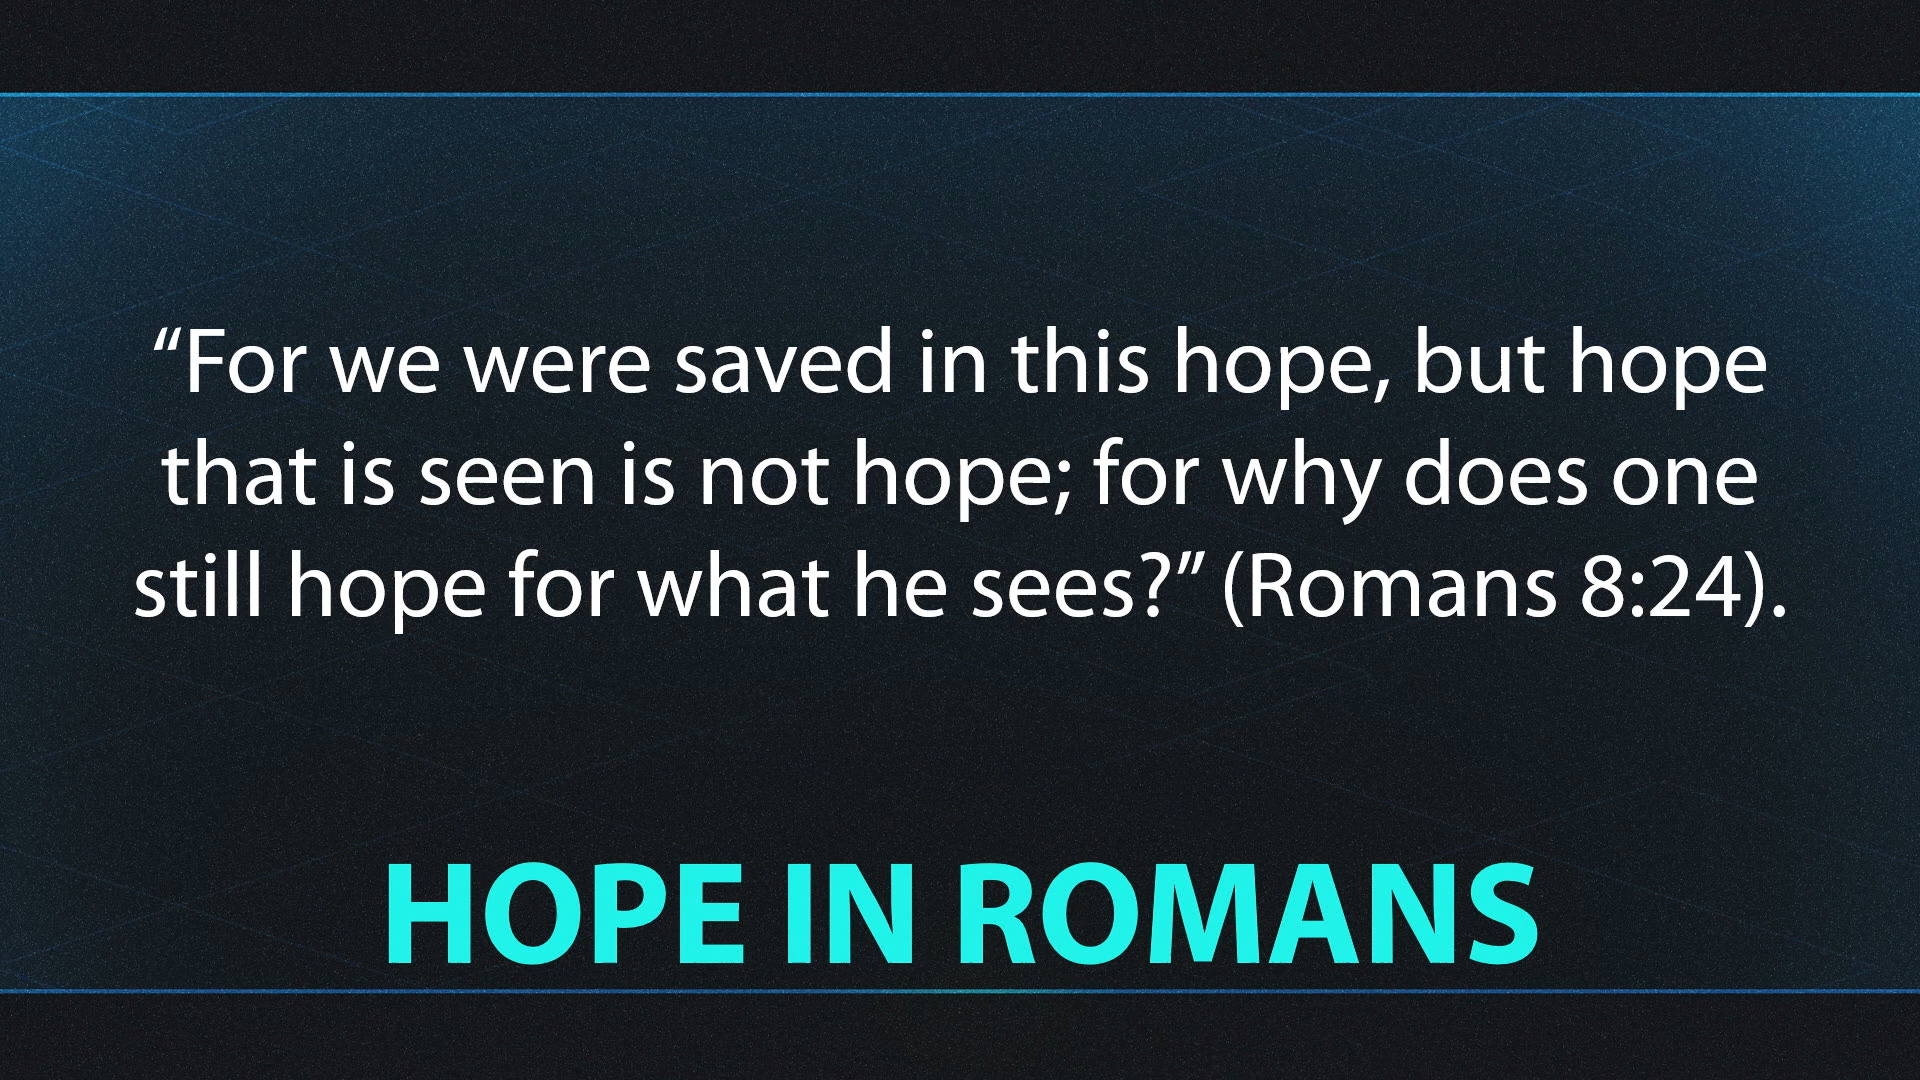 “For we were saved in this hope, but hope
that is seen is not hope; for why does one
still hope for what he sees?” (Romans 8:24).
HOPE IN ROMANS